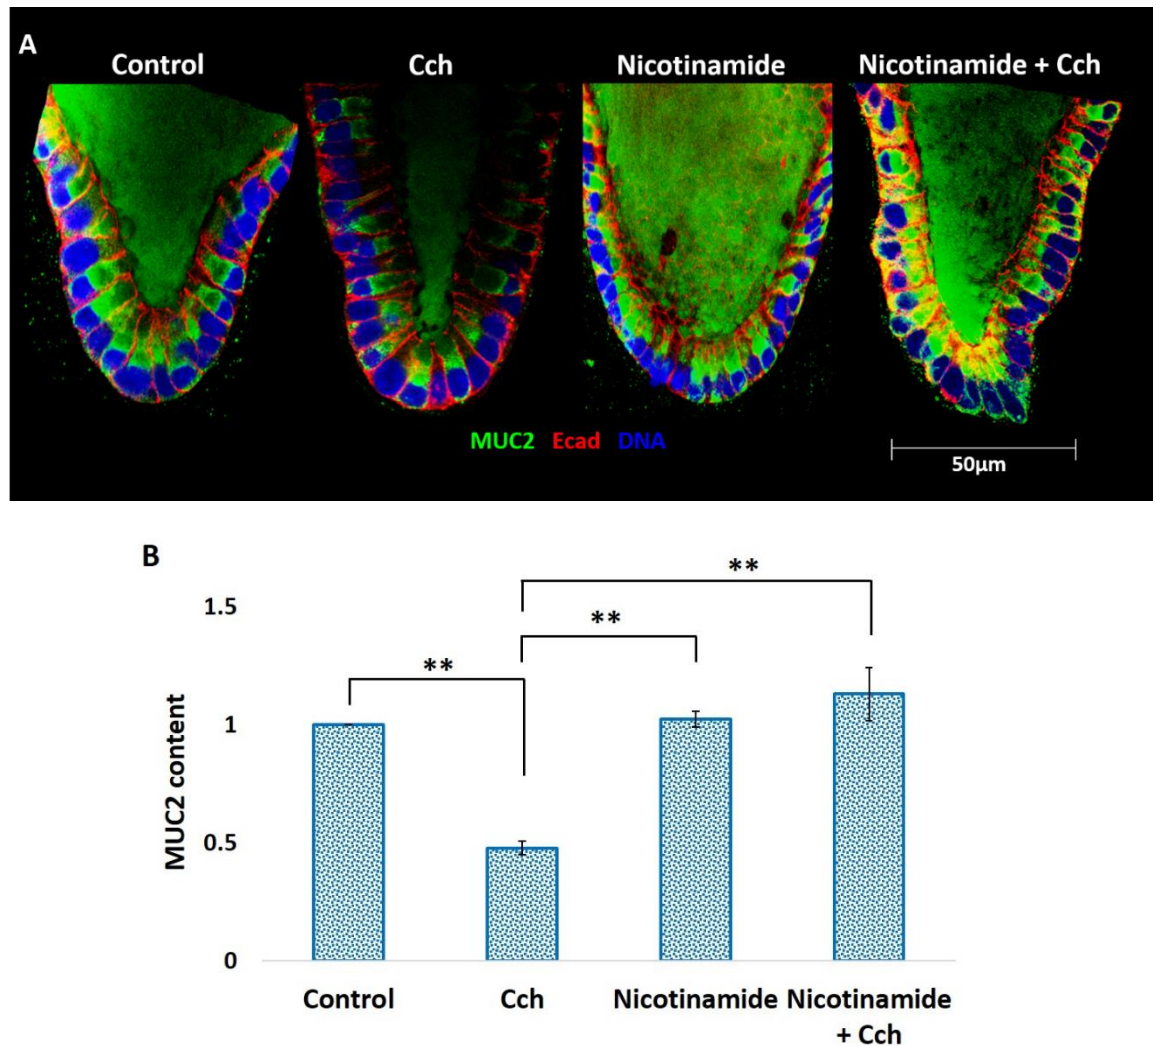 A
Control Cch Nicotinamide Nicotinamide + Cch
MUC2 Ecad DNA
50μm
B
**
**
**
1.5
1
0.5
0
MUC2 content
Control Cch Nicotinamide Nicotinamide
+ Cch